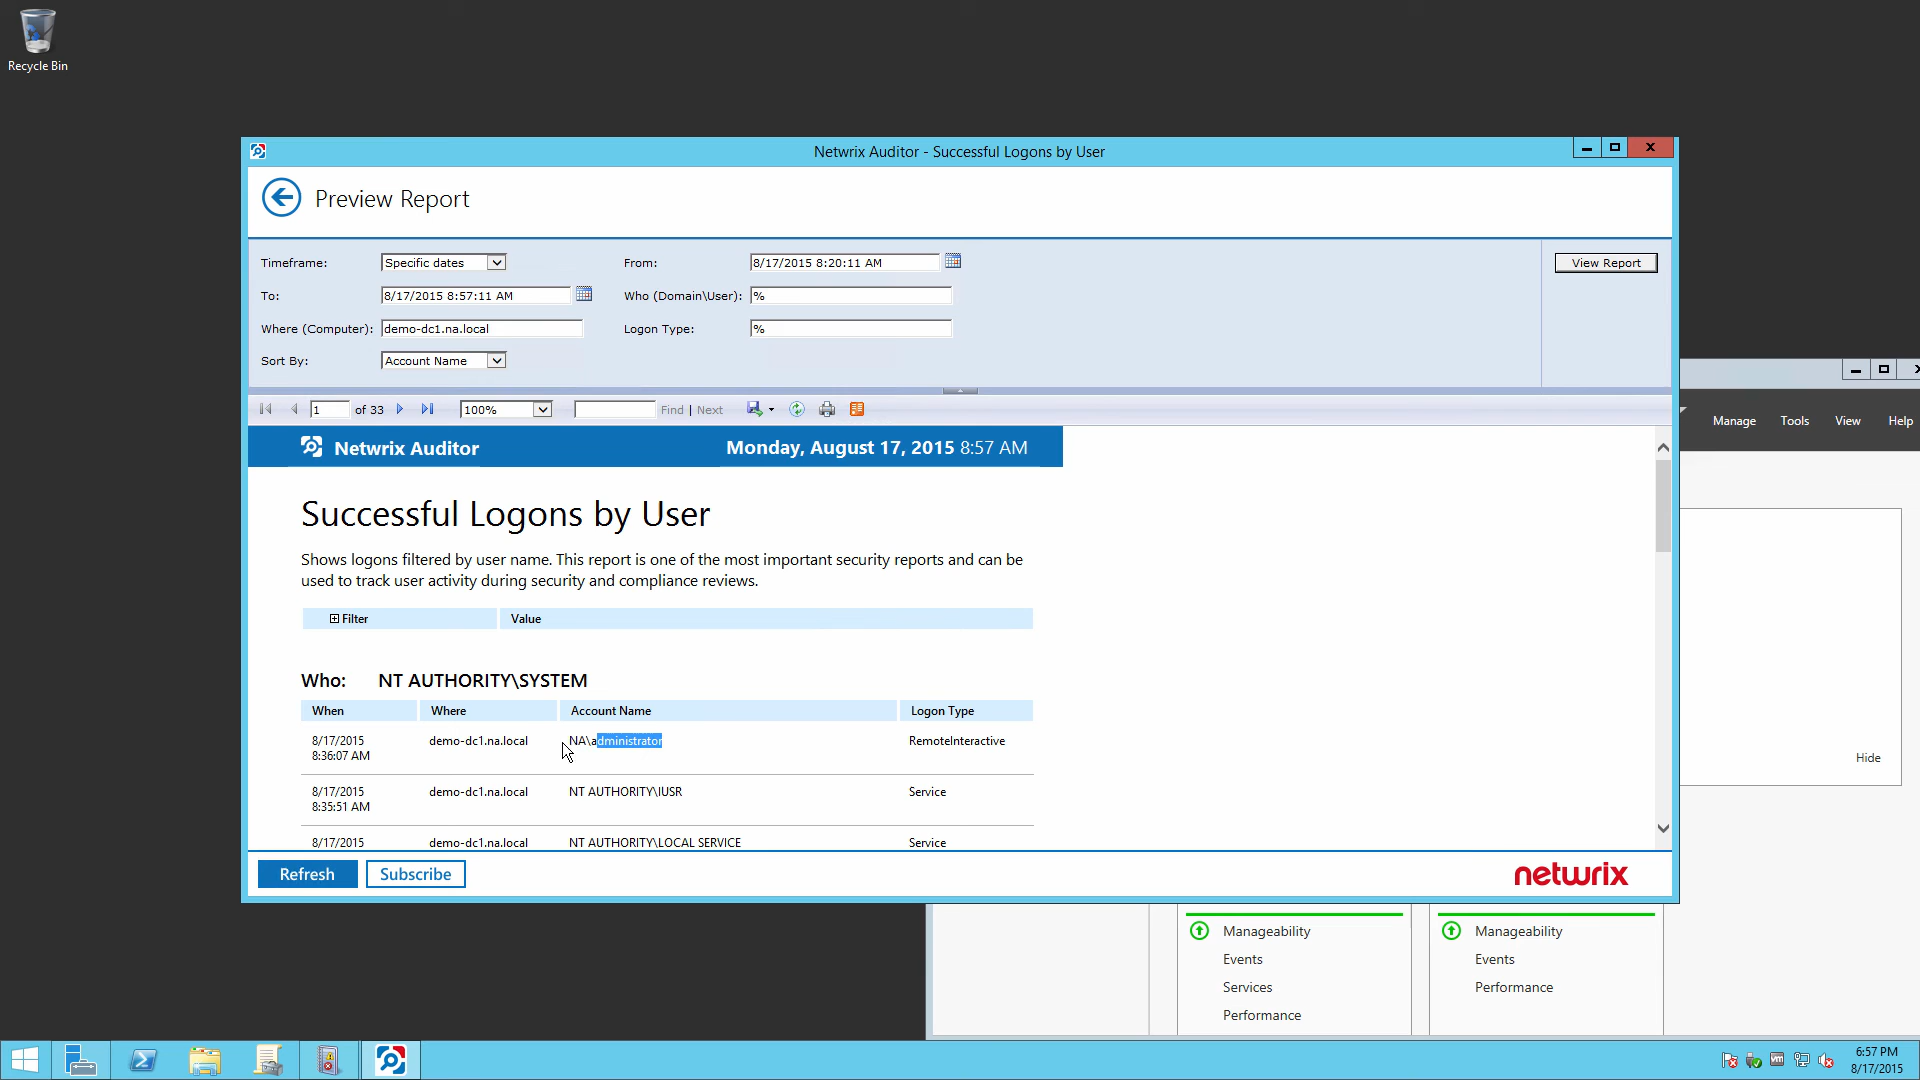 Recycle Bin
Netwrix Auditor - Successful Logons by User
Preview Report
Timeframe: Specific dates From: 8/17/2015 8:20:11 AM View Report
To: 8/17/2015 8:57:11 AM Who (Domain\User): %
Where (Computer): demo-dc1.na.local Logon Type: %
Sort By: Account Name
1 of 33 100% Find | Next
Manage Tools View Help
Netwrix Auditor Monday, August 17, 2015 8:57 AM
Successful Logons by User
Shows logons filtered by user name. This report is one of the most important security reports and can be
used to track user activity during security and compliance reviews.
Filter Value
Who: NT AUTHORITY\SYSTEM
When Where Account Name Logon Type
8/17/2015 demo-dc1.na.local NA\administrator RemoteInteractive
8:36:07 AM
Hide
8/17/2015 demo-dc1.na.local NT AUTHORITY\IUSR Service
8:35:51 AM
8/17/2015 demo-dc1.na.local NT AUTHORITY\LOCAL SERVICE Service
Refresh Subscribe netwrix
Manageability Manageability
Events Events
Services Performance
Performance
6:57 PM
8/17/2015